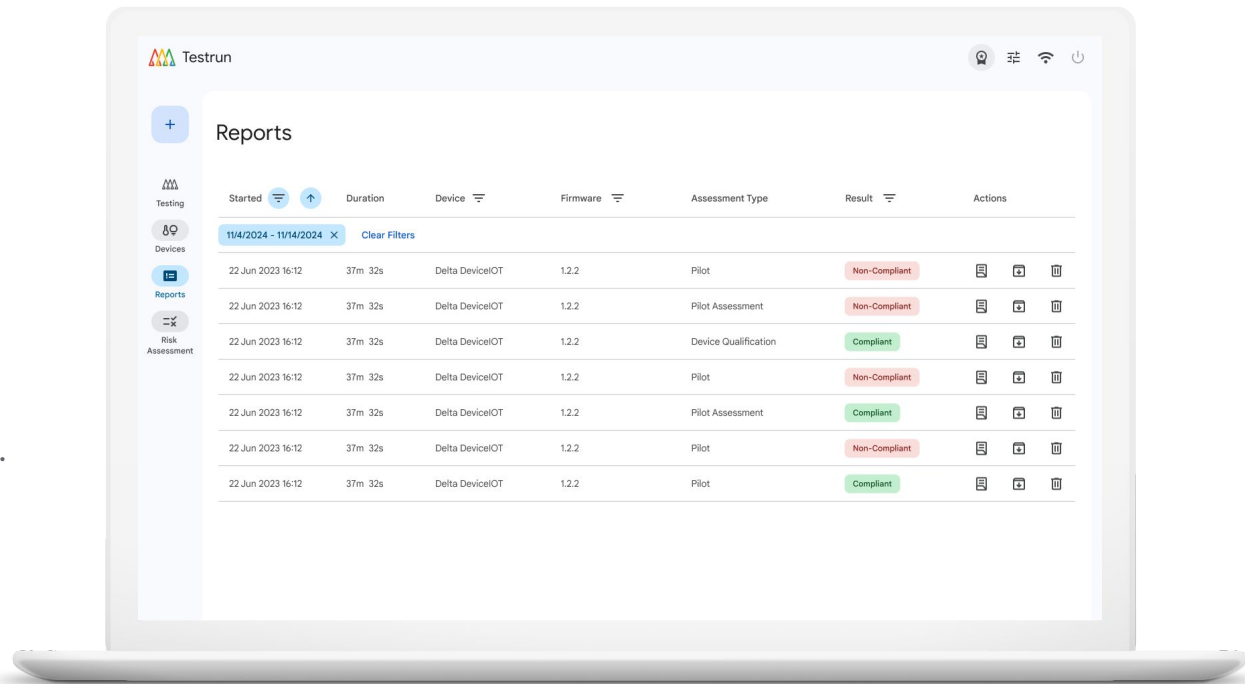 Testrun
+
Reports
Testing
Devices
Reports
Risk
Assessment
Started Duration Device Firmware Assessment Type Result Actions
11/4/2024 - 11/14/2024 × Clear Filters
22 Jun 2023 16:12 37m 32s Delta DeviceIOT 1.2.2 Pilot Non-Compliant
22 Jun 2023 16:12 37m 32s Delta DeviceIOT 1.2.2 Pilot Assessment Non-Compliant
22 Jun 2023 16:12 37m 32s Delta DeviceIOT 1.2.2 Device Qualification Compliant
22 Jun 2023 16:12 37m 32s Delta DeviceIOT 1.2.2 Pilot Non-Compliant
22 Jun 2023 16:12 37m 32s Delta DeviceIOT 1.2.2 Pilot Assessment Compliant
22 Jun 2023 16:12 37m 32s Delta DeviceIOT 1.2.2 Pilot Non-Compliant
22 Jun 2023 16:12 37m 32s Delta DeviceIOT 1.2.2 Pilot Compliant